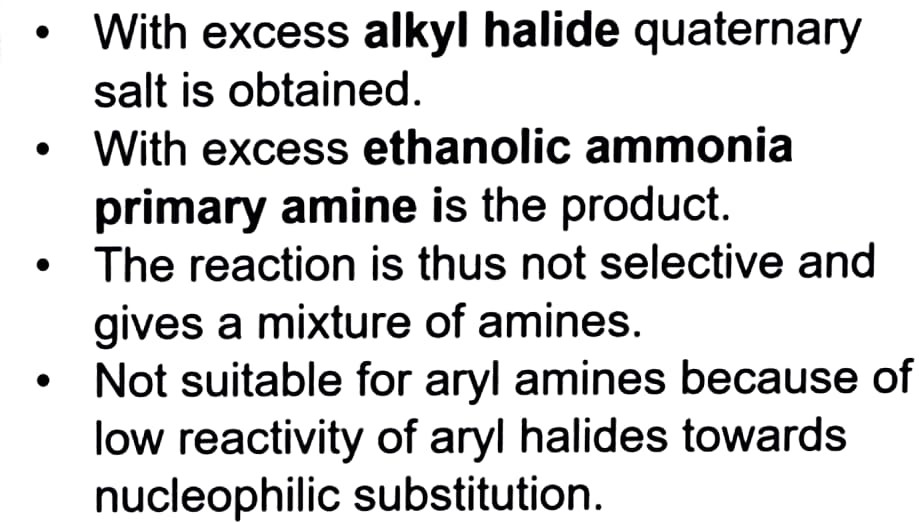 • With excess alkyl halide quaternary
salt is obtained.
• With excess ethanolic ammonia
primary amine is the product.
• The reaction is thus not selective and
gives a mixture of amines.
• Not suitable for aryl amines because of
low reactivity of aryl halides towards
nucleophilic substitution.